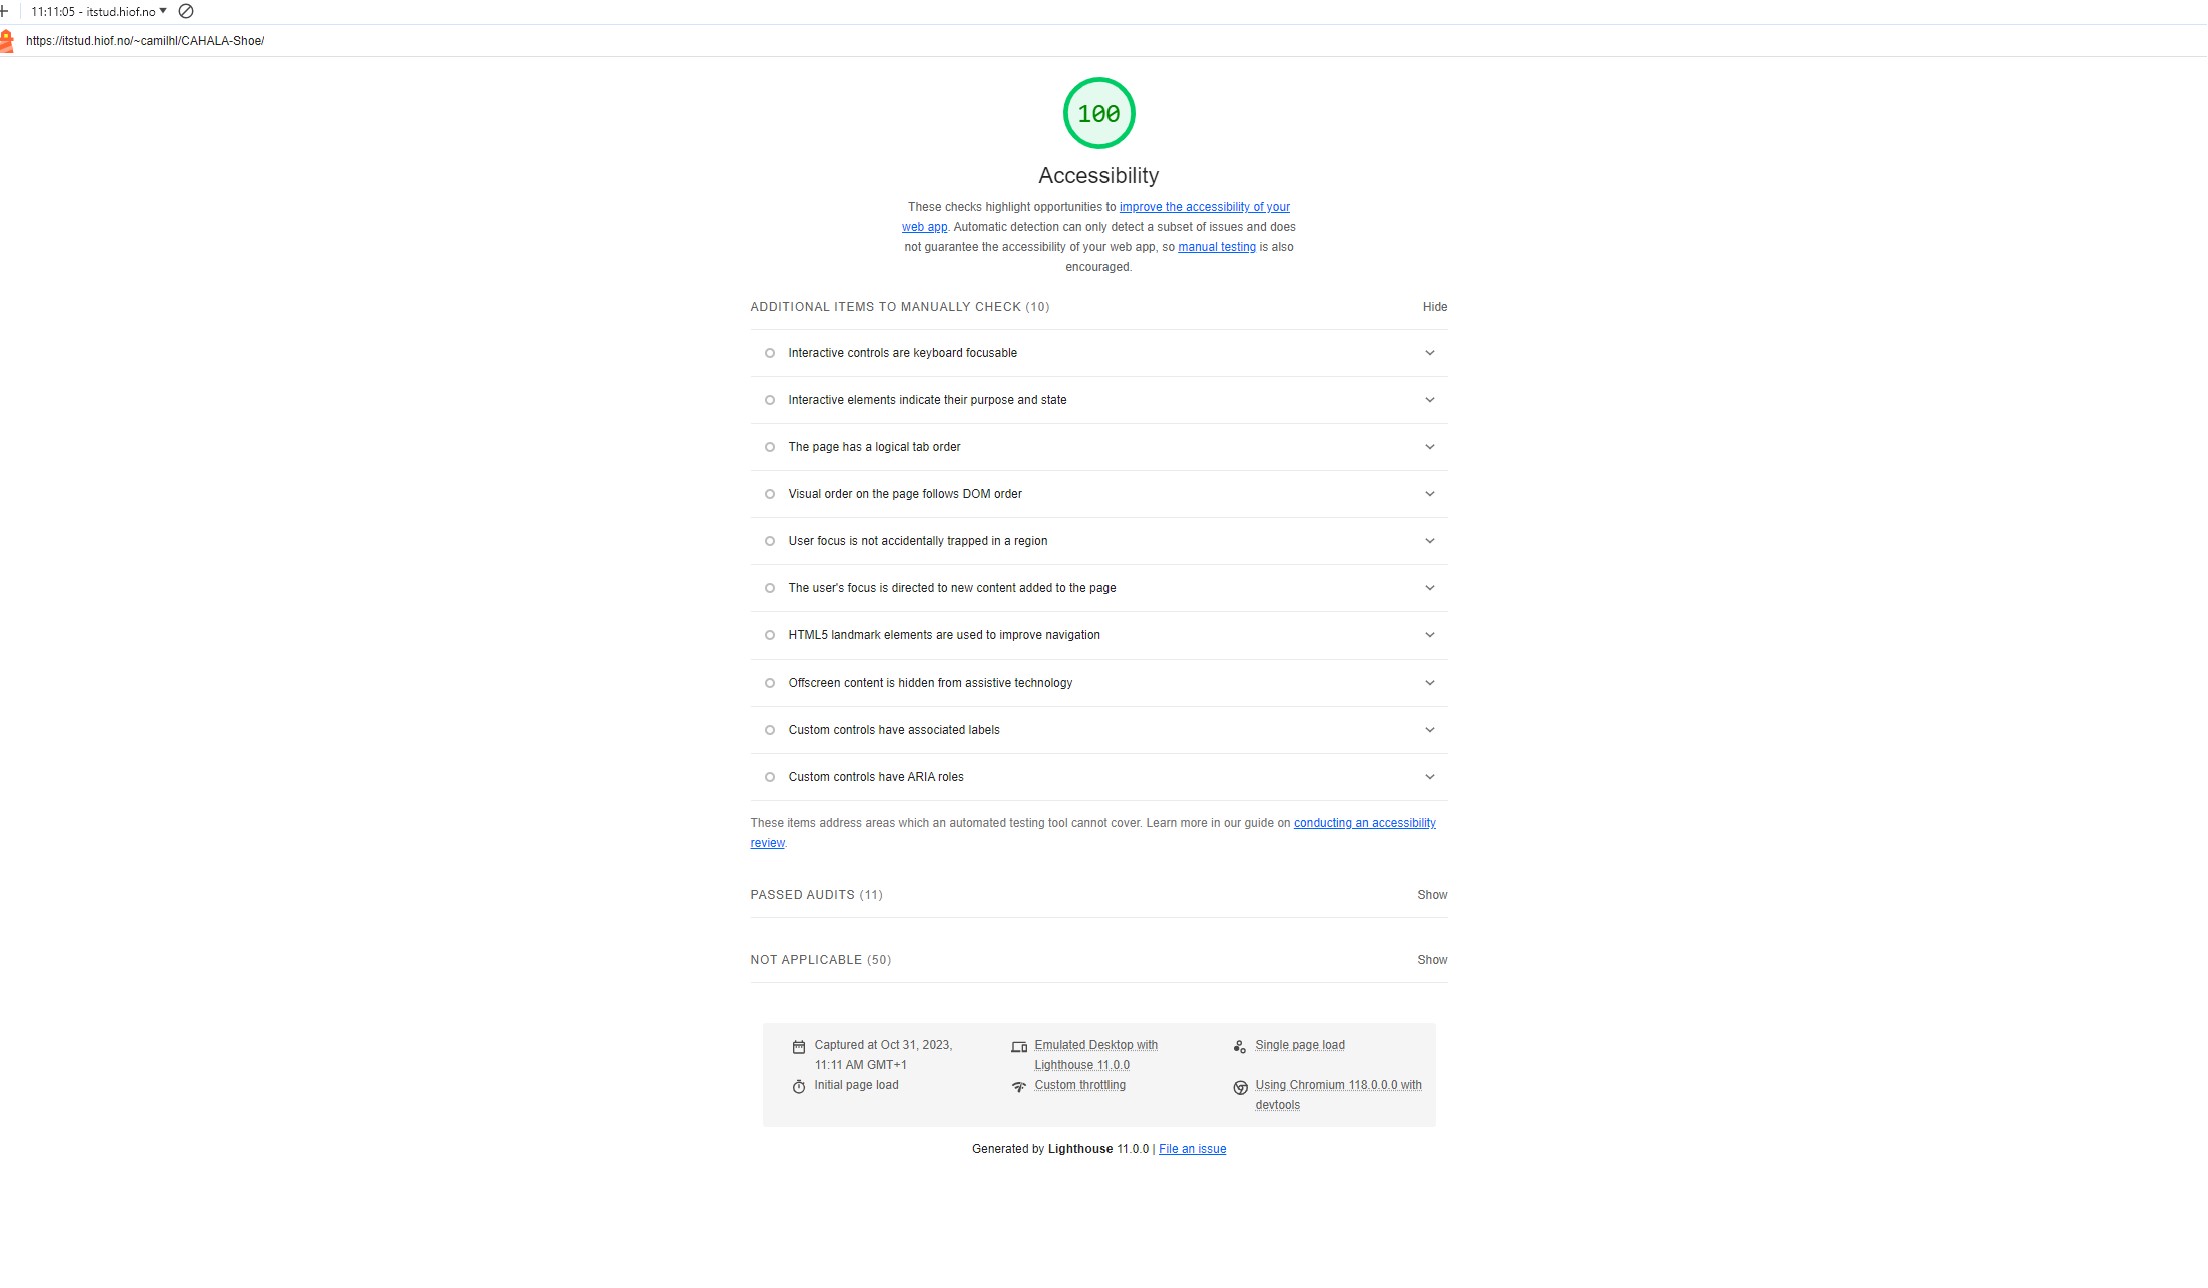 11:11:05 - itstud.hiof.no
https://itstud.hiof.no/~camilhl/CAHALA-Shoe/
100
Accessibility
These checks highlight opportunities to improve the accessibility of your
web app. Automatic detection can only detect a subset of issues and does
not guarantee the accessibility of your web app, so manual testing is also
encouraged.
ADDITIONAL ITEMS TO MANUALLY CHECK (10) Hide
Interactive controls are keyboard focusable
Interactive elements indicate their purpose and state
The page has a logical tab order
Visual order on the page follows DOM order
User focus is not accidentally trapped in a region
The user's focus is directed to new content added to the page
HTML5 landmark elements are used to improve navigation
Offscreen content is hidden from assistive technology
Custom controls have associated labels
Custom controls have ARIA roles
These items address areas which an automated testing tool cannot cover. Learn more in our guide on conducting an accessibility
review.
PASSED AUDITS (11) Show
NOT APPLICABLE (50) Show
Captured at Oct 31, 2023,
11:11 AM GMT+1
Initial page load
Emulated Desktop with
Lighthouse 11.0.0
Custom throttling
Single page load
Using Chromium 118.0.0.0 with
devtools
Generated by Lighthouse 11.0.0 | File an issue